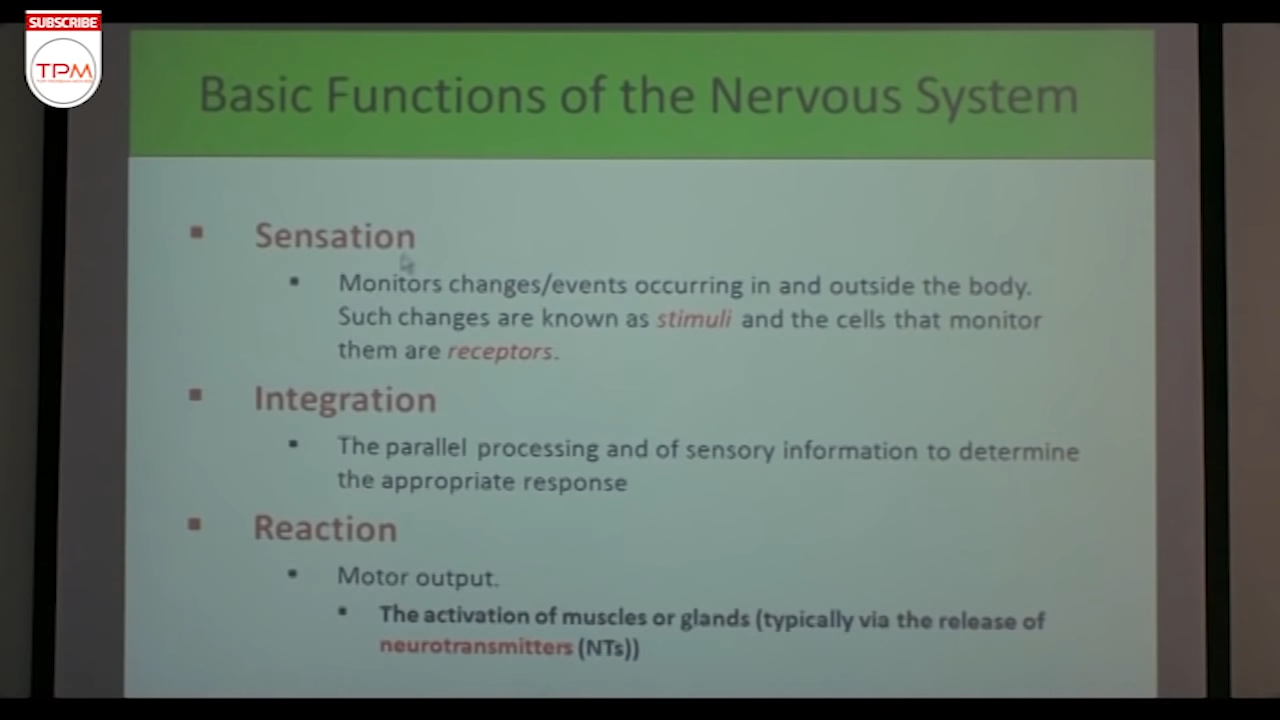 SUBSCRIBE
TPM
Basic Functions of the Nervous System
Sensation
Monitors changes/events occurring in and outside the body.
Such changes are known as stimuli and the cells that monitor
them are receptors.
Integration
The parallel processing and of sensory information to determine
the appropriate response
Reaction
Motor output.
The activation of muscles or glands (typically via the release of
neurotransmitters (NTs))